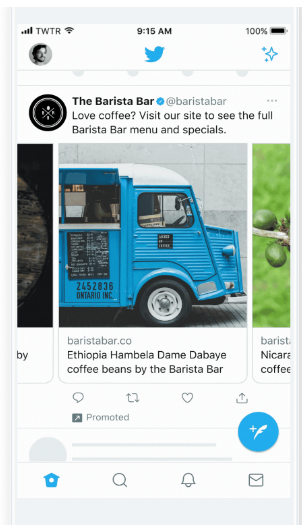 TWTR
9:15 AM
100%
The Barista Bar @baristabar
Love coffee? Visit our site to see the full
Barista Bar menu and specials.
2452836
ONTARIO INC.
baristabar.co
Ethiopia Hambela Dame Dabaye
coffee beans by the Barista Bar
by
barista
Nicara
coffee
Promoted